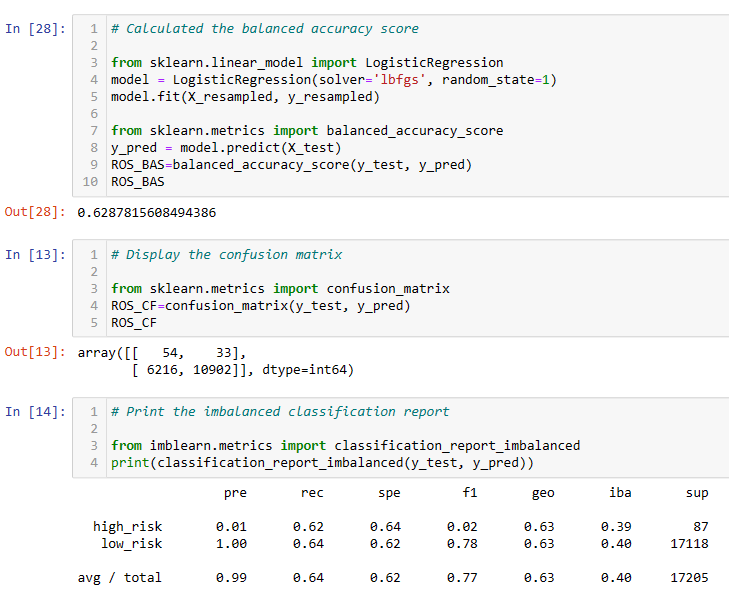 In [28]:
1 # Calculated the balanced accuracy score
2
3 from sklearn.linear_model import LogisticRegression
4 model = LogisticRegression(solver='lbfgs', random_state=1)
5 model.fit(X_resampled, y_resampled)
6
7 from sklearn.metrics import balanced_accuracy_score
8 y_pred = model.predict(X_test)
9 ROS_BAS=balanced_accuracy_score(y_test, y_pred)
10 ROS_BAS
Out[28]: 0.6287815608494386
In [13]:
1 # Display the confusion matrix
2
3 from sklearn.metrics import confusion_matrix
4 ROS_CF=confusion_matrix(y_test, y_pred)
5 ROS_CF
Out[13]: array([[   54,    33],
       [ 6216, 10902]], dtype=int64)
In [14]:
1 # Print the imbalanced classification report
2
3 from imblearn.metrics import classification_report_imbalanced
4 print(classification_report_imbalanced(y_test, y_pred))
pre rec spe f1 geo iba sup
high_risk 0.01 0.62 0.64 0.02 0.63 0.39 87
low_risk 1.00 0.64 0.62 0.78 0.63 0.40 17118
avg / total 0.99 0.64 0.62 0.77 0.63 0.40 17205